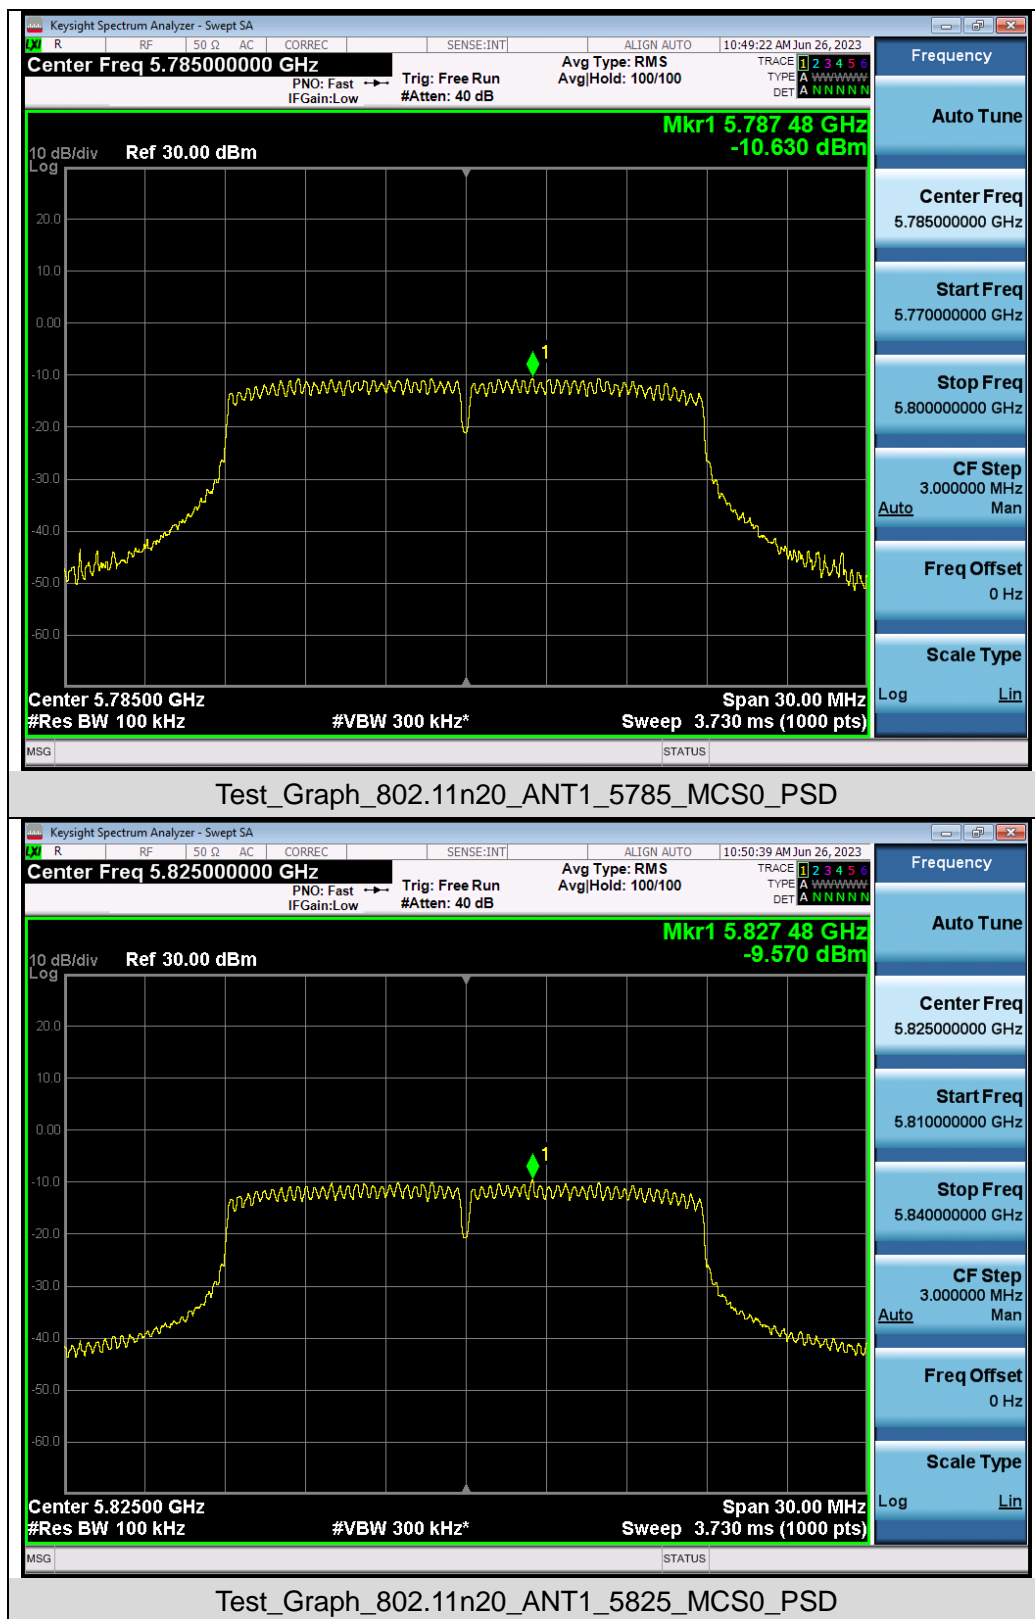 Keysight Spectrum Analyzer - Swept SA
LXI R RF 50 Ω AC CORREC SENSE:INT ALIGN AUTO 10:49:22 AM Jun 26, 2023
Center Freq 5.785000000 GHz
PNO: Fast
IFGain:Low
Trig: Free Run
#Atten: 40 dB
Avg Type: RMS
Avg|Hold: 100/100
TRACE 1 2 3 4 5 6
TYPE A WWWWW
DET A N N N N N
Mkr1 5.787 48 GHz
-10.630 dBm
10 dB/div Ref 30.00 dBm
Log
20.0
10.0
0.00
-10.0
-20.0
-30.0
-40.0
-50.0
-60.0
1
Center 5.78500 GHz Span 30.00 MHz
#Res BW 100 kHz #VBW 300 kHz* Sweep 3.730 ms (1000 pts)
MSG STATUS
Frequency
Auto Tune
Center Freq
5.785000000 GHz
Start Freq
5.770000000 GHz
Stop Freq
5.800000000 GHz
CF Step
3.000000 MHz
Auto Man
Freq Offset
0 Hz
Scale Type
Log Lin
Test_Graph_802.11n20_ANT1_5785_MCS0_PSD
Keysight Spectrum Analyzer - Swept SA
LXI R RF 50 Ω AC CORREC SENSE:INT ALIGN AUTO 10:50:39 AM Jun 26, 2023
Center Freq 5.825000000 GHz
PNO: Fast
IFGain:Low
Trig: Free Run
#Atten: 40 dB
Avg Type: RMS
Avg|Hold: 100/100
TRACE 1 2 3 4 5 6
TYPE A WWWWW
DET A N N N N N
Mkr1 5.827 48 GHz
-9.570 dBm
10 dB/div Ref 30.00 dBm
Log
20.0
10.0
0.00
-10.0
-20.0
-30.0
-40.0
-50.0
-60.0
1
Center 5.82500 GHz Span 30.00 MHz
#Res BW 100 kHz #VBW 300 kHz* Sweep 3.730 ms (1000 pts)
MSG STATUS
Frequency
Auto Tune
Center Freq
5.825000000 GHz
Start Freq
5.810000000 GHz
Stop Freq
5.840000000 GHz
CF Step
3.000000 MHz
Auto Man
Freq Offset
0 Hz
Scale Type
Log Lin
Test_Graph_802.11n20_ANT1_5825_MCS0_PSD